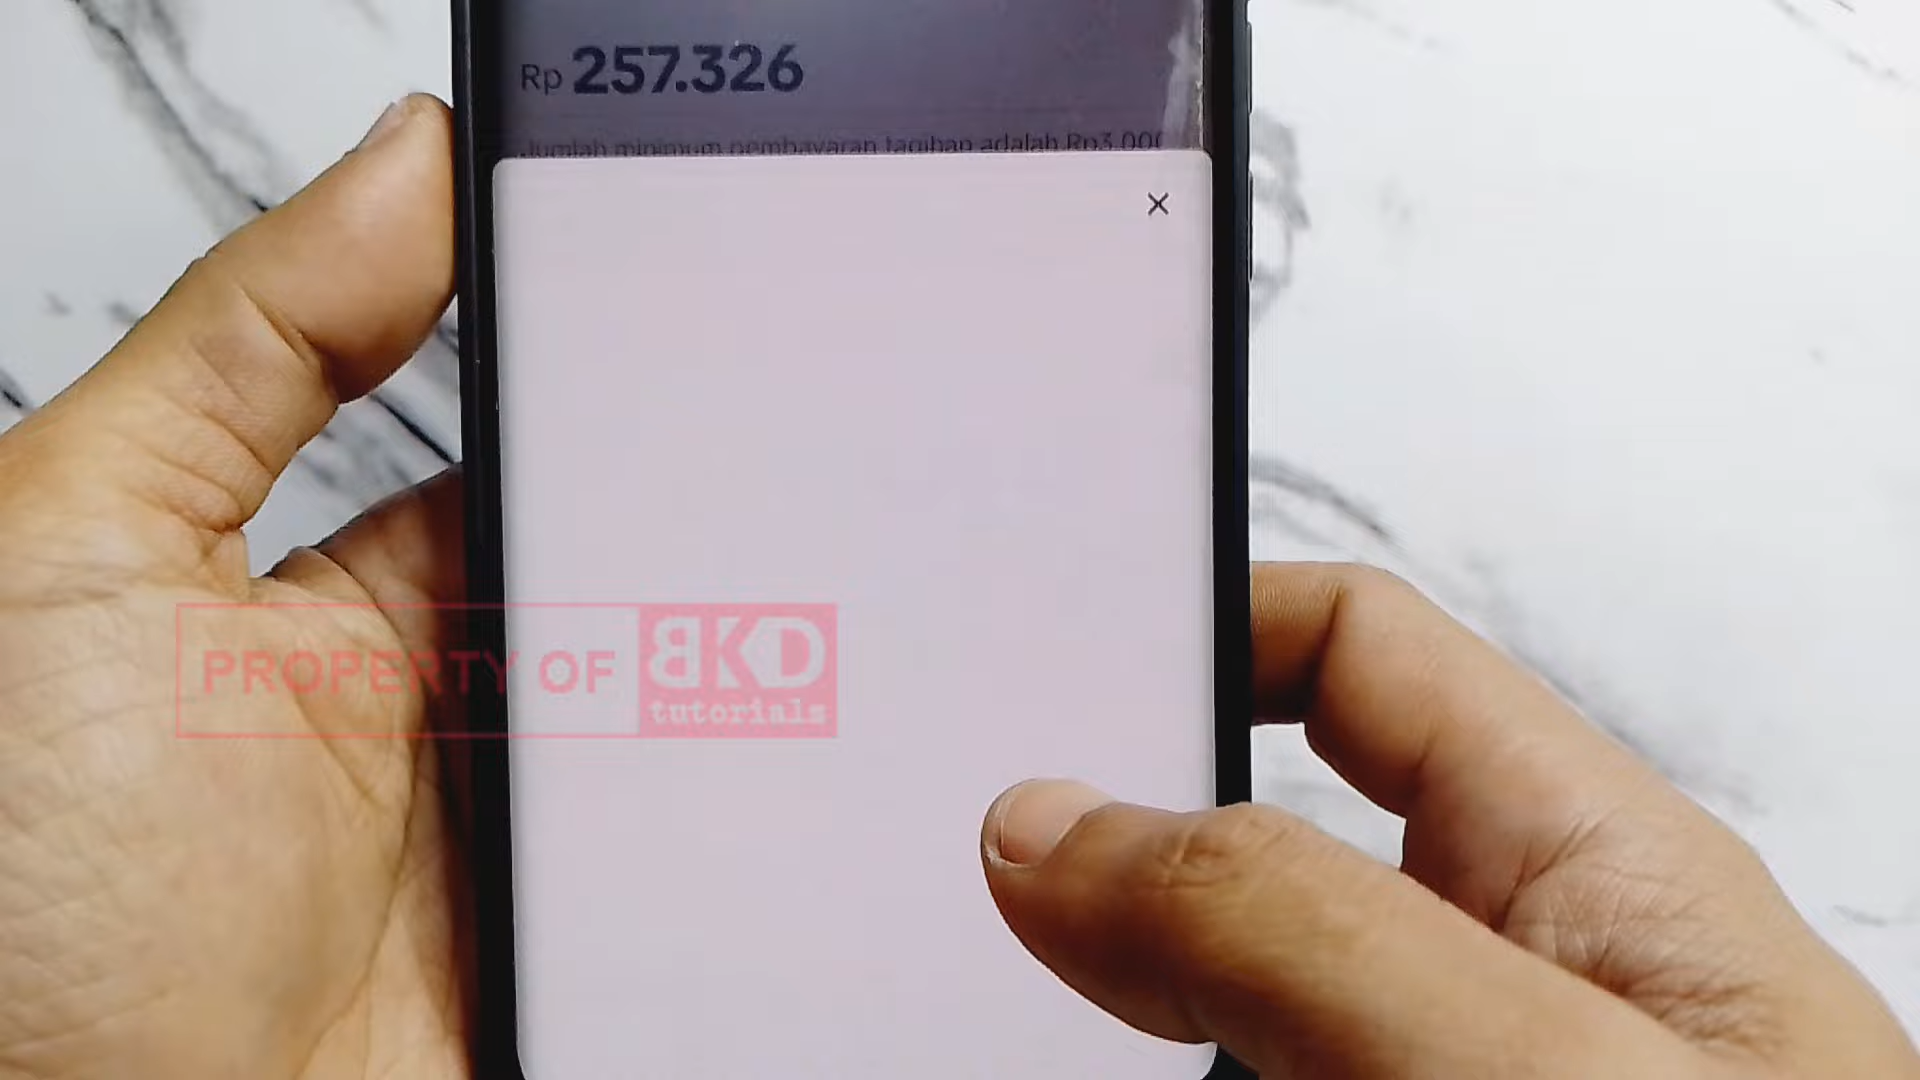 Rp 257.326
Jumlah minimum pembayaran tagihan adalah Rp3.000
PROPERTY OF BKD
tutorials